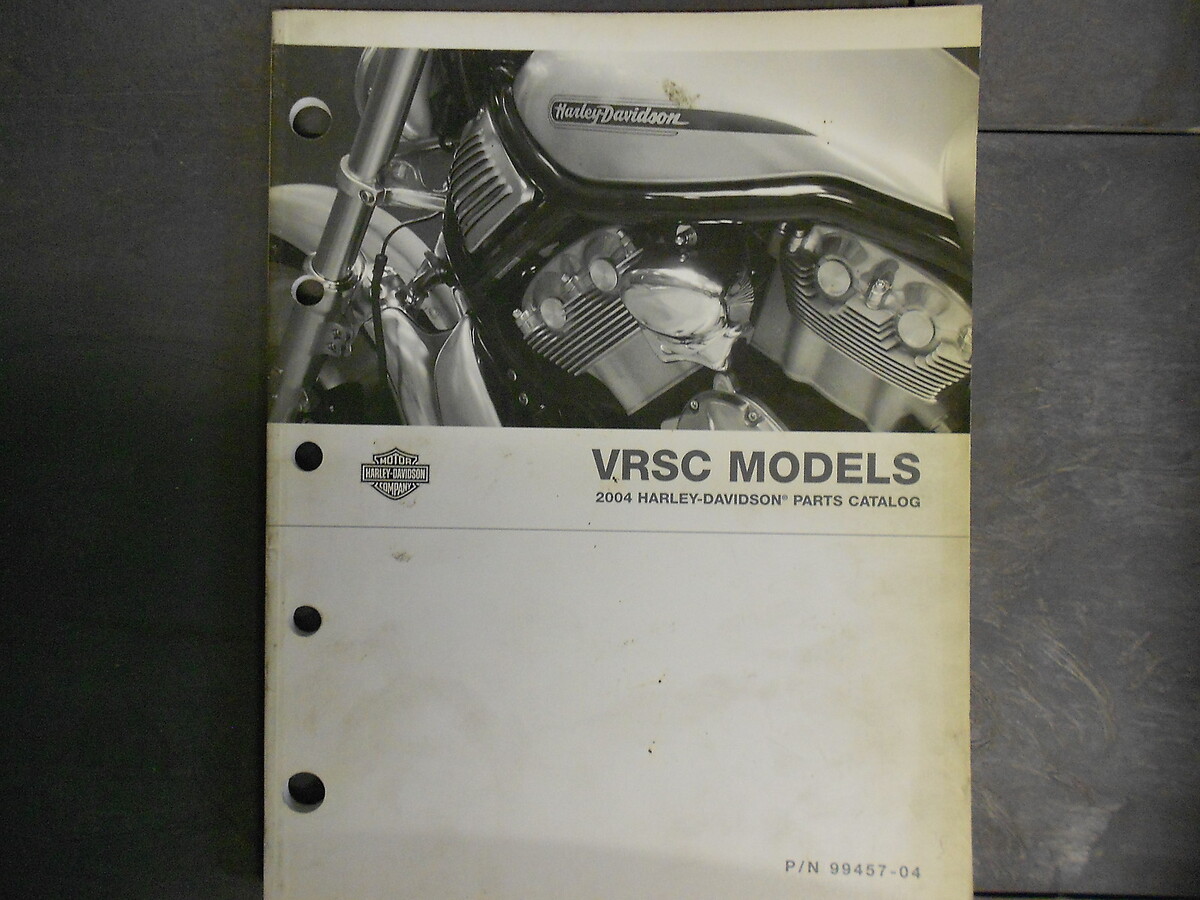 Harley-Davidson
MOTOR
HARLEY-DAVIDSON
COMPANY
VRSC MODELS
2004 HARLEY-DAVIDSON® PARTS CATALOG
P/N 99457-04